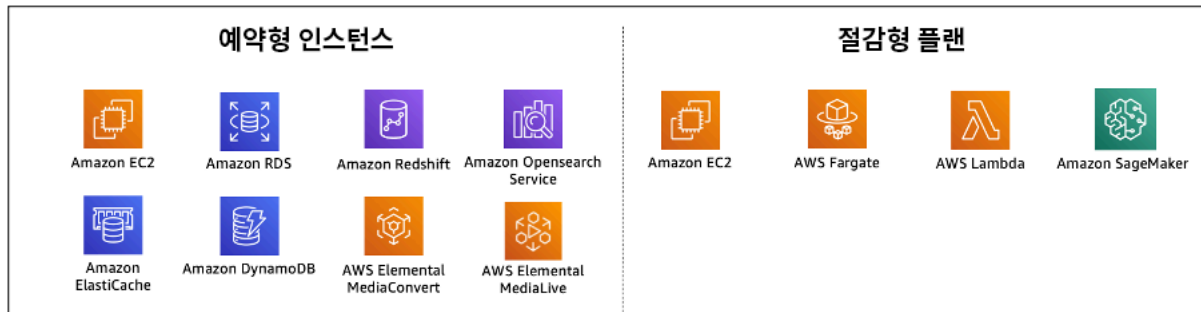 예약형 인스턴스
Amazon EC2
Amazon RDS
Amazon Redshift
Amazon Opensearch
Service
Amazon
ElastiCache
Amazon DynamoDB
AWS Elemental
MediaConvert
AWS Elemental
MediaLive
절감형 플랜
Amazon EC2
AWS Fargate
AWS Lambda
Amazon SageMaker